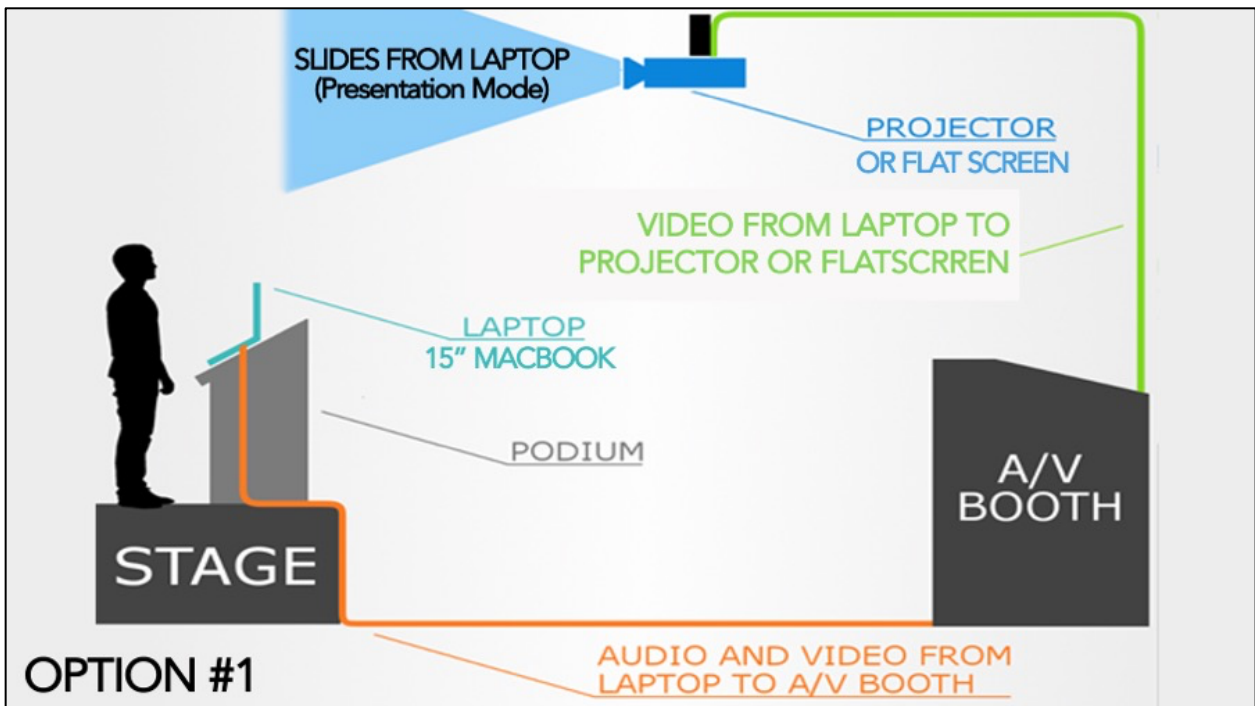 SLIDES FROM LAPTOP
(Presentation Mode)
PROJECTOR
OR FLAT SCREEN
VIDEO FROM LAPTOP TO
PROJECTOR OR FLATSCRREN
LAPTOP
15” MACBOOK
PODIUM
A/V
BOOTH
STAGE
AUDIO AND VIDEO FROM
LAPTOP TO A/V BOOTH
OPTION #1